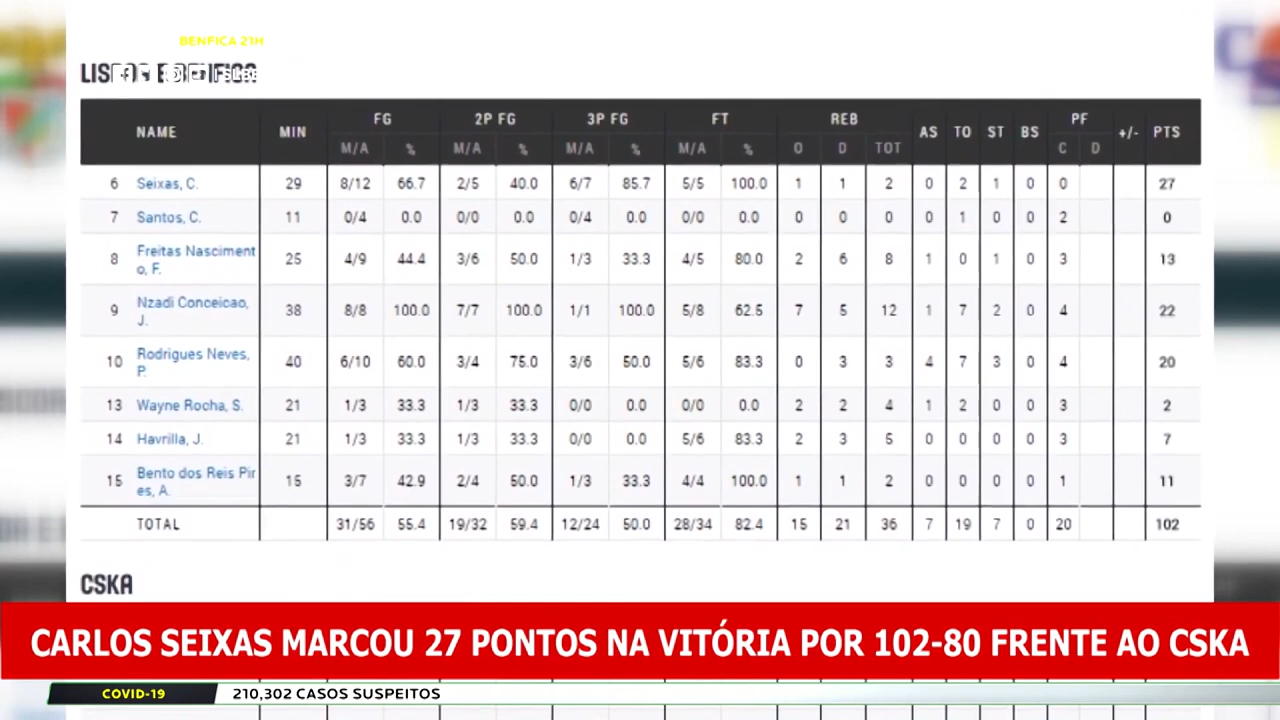 BENFICA 21H
LISBOA E BENFICA
NAME MIN FG 2P FG 3P FG FT REB AS TO ST BS PF +/- PTS
M/A % M/A % M/A % M/A % O D TOT C D
6 Seixas, C. 29 8/12 66.7 2/5 40.0 6/7 85.7 5/5 100.0 1 1 2 0 2 1 0 0 27
7 Santos, C. 11 0/4 0.0 0/0 0.0 0/4 0.0 0/0 0.0 0 0 0 0 1 0 0 2 0
8 Freitas Nasciment
o, F. 25 4/9 44.4 3/6 50.0 1/3 33.3 4/5 80.0 2 6 8 1 0 1 0 3 13
9 Nzadi Conceicao,
J. 38 8/8 100.0 7/7 100.0 1/1 100.0 5/8 62.5 7 5 12 1 7 2 0 4 22
10 Rodrigues Neves,
P. 40 6/10 60.0 3/4 75.0 3/6 50.0 5/6 83.3 0 3 3 4 7 3 0 4 20
13 Wayne Rocha, S. 21 1/3 33.3 1/3 33.3 0/0 0.0 0/0 0.0 2 2 4 1 2 0 0 3 2
14 Havrilla, J. 21 1/3 33.3 1/3 33.3 0/0 0.0 5/6 83.3 2 3 5 0 0 0 0 3 7
15 Bento dos Reis Pir
es, A. 15 3/7 42.9 2/4 50.0 1/3 33.3 4/4 100.0 1 1 2 0 0 0 0 1 11
TOTAL 31/56 55.4 19/32 59.4 12/24 50.0 28/34 82.4 15 21 36 7 19 7 0 20 102
CSKA
CARLOS SEIXAS MARCOU 27 PONTOS NA VITÓRIA POR 102-80 FRENTE AO CSKA
COVID-19 210,302 CASOS SUSPEITOS